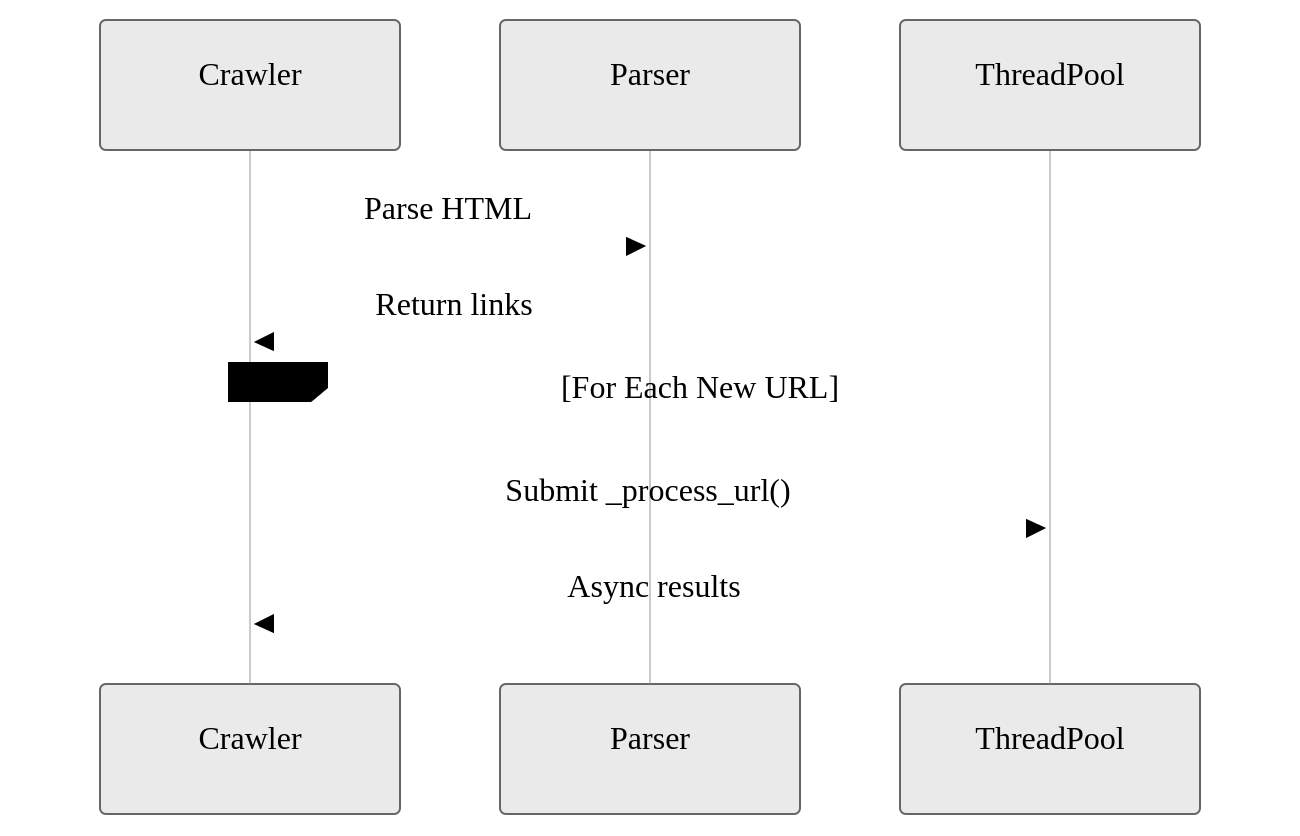 Crawler
Parser
ThreadPool
Parse HTML
Return links
[For Each New URL]
Submit _process_url()
Async results
Crawler
Parser
ThreadPool